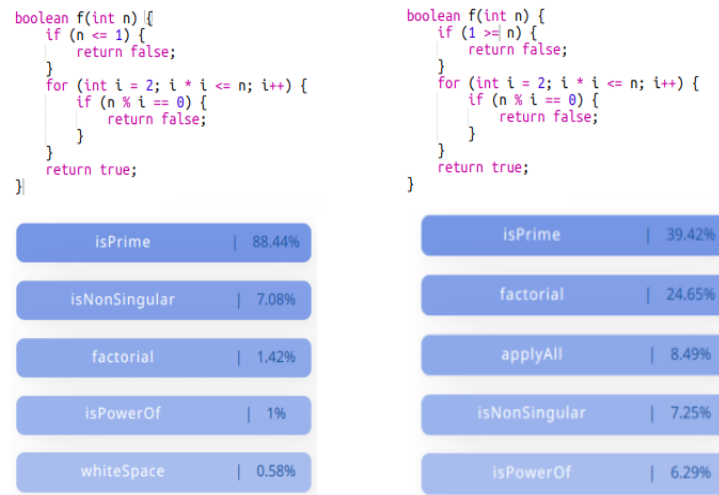 boolean f(int n) {
    if (n <= 1) {
        return false;
    }
    for (int i = 2; i * i <= n; i++) {
        if (n % i == 0) {
            return false;
        }
    }
    return true;
}
isPrime | 88.44%
isNonSingular | 7.08%
factorial | 1.42%
isPowerOf | 1%
whiteSpace | 0.58%
boolean f(int n) {
    if (1 >= n) {
        return false;
    }
    for (int i = 2; i * i <= n; i++) {
        if (n % i == 0) {
            return false;
        }
    }
    return true;
}
isPrime | 39.42%
factorial | 24.65%
applyAll | 8.49%
isNonSingular | 7.25%
isPowerOf | 6.29%